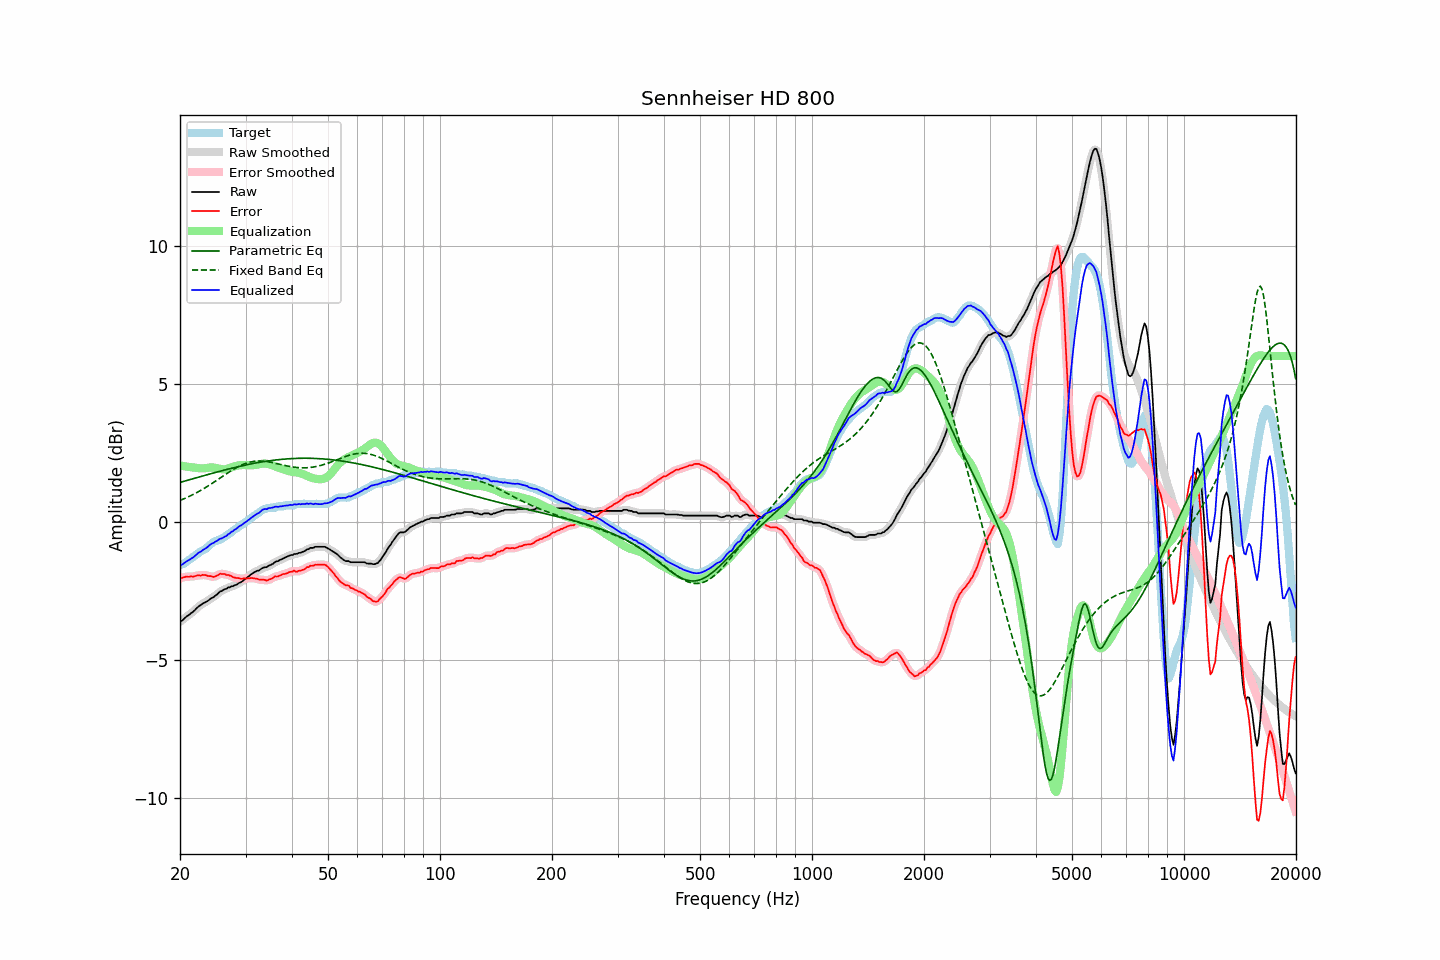 Sennheiser HD 800
Target
Raw Smoothed
Error Smoothed
Raw
Error
Equalization
Parametric Eq
Fixed Band Eq
Equalized
Amplitude (dBr)
10
5
0
−5
−10
20 50 100 200 500 1000 2000 5000 10000 20000
Frequency (Hz)